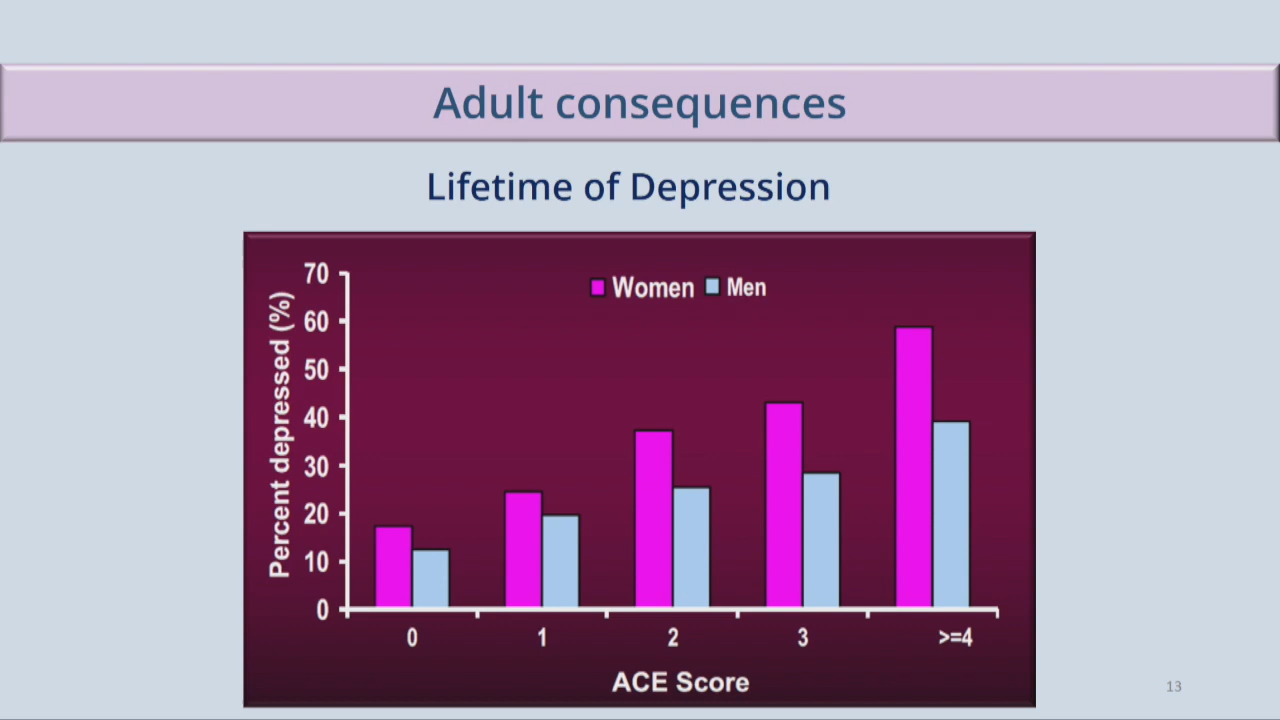 Adult consequences
Lifetime of Depression
Women Men
Percent depressed (%)
70
60
50
40
30
20
10
0
0 1 2 3 >=4
ACE Score
13